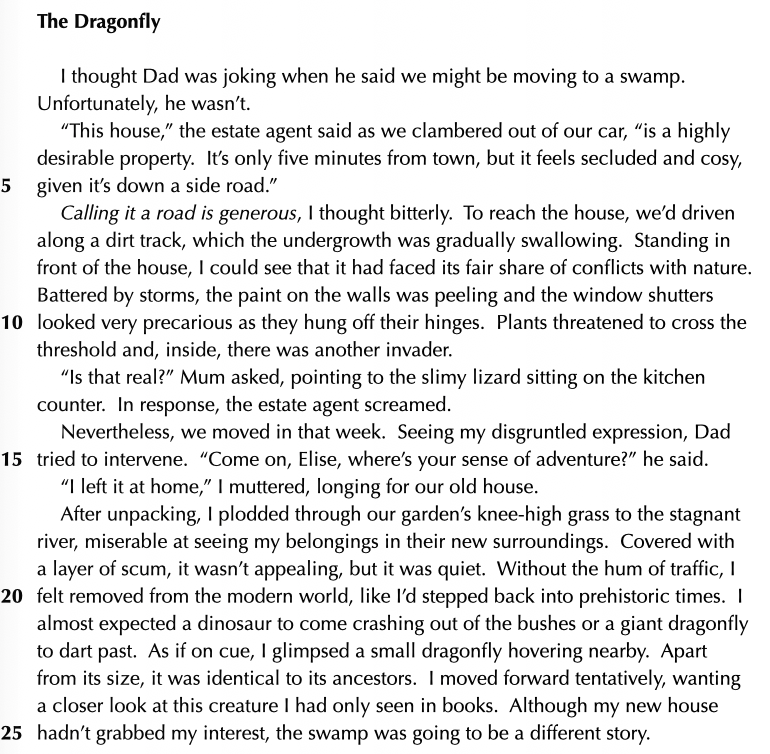 The Dragonfly
I thought Dad was joking when he said we might be moving to a swamp.
Unfortunately, he wasn’t.
“This house,” the estate agent said as we clambered out of our car, “is a highly
desirable property. It’s only five minutes from town, but it feels secluded and cosy,
5 given it’s down a side road.”
Calling it a road is generous, I thought bitterly. To reach the house, we’d driven
along a dirt track, which the undergrowth was gradually swallowing. Standing in
front of the house, I could see that it had faced its fair share of conflicts with nature.
Battered by storms, the paint on the walls was peeling and the window shutters
10 looked very precarious as they hung off their hinges. Plants threatened to cross the
threshold and, inside, there was another invader.
“Is that real?” Mum asked, pointing to the slimy lizard sitting on the kitchen
counter. In response, the estate agent screamed.
Nevertheless, we moved in that week. Seeing my disgruntled expression, Dad
15 tried to intervene. “Come on, Elise, where’s your sense of adventure?” he said.
“I left it at home,” I muttered, longing for our old house.
After unpacking, I plodded through our garden’s knee-high grass to the stagnant
river, miserable at seeing my belongings in their new surroundings. Covered with
a layer of scum, it wasn’t appealing, but it was quiet. Without the hum of traffic, I
20 felt removed from the modern world, like I’d stepped back into prehistoric times. I
almost expected a dinosaur to come crashing out of the bushes or a giant dragonfly
to dart past. As if on cue, I glimpsed a small dragonfly hovering nearby. Apart
from its size, it was identical to its ancestors. I moved forward tentatively, wanting
a closer look at this creature I had only seen in books. Although my new house
25 hadn’t grabbed my interest, the swamp was going to be a different story.